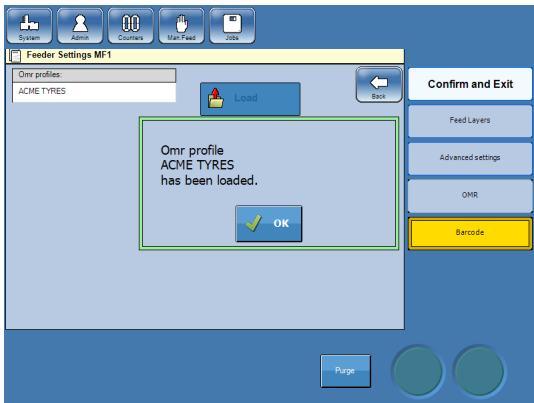 System
Admin
Counters
Man.Feed
Jobs
Feeder Settings MF1
Omr profiles:
ACME TYRES
Load
Back
Omr profile
ACME TYRES
has been loaded.
OK
Confirm and Exit
Feed Layers
Advanced settings
OMR
Barcode
Purge